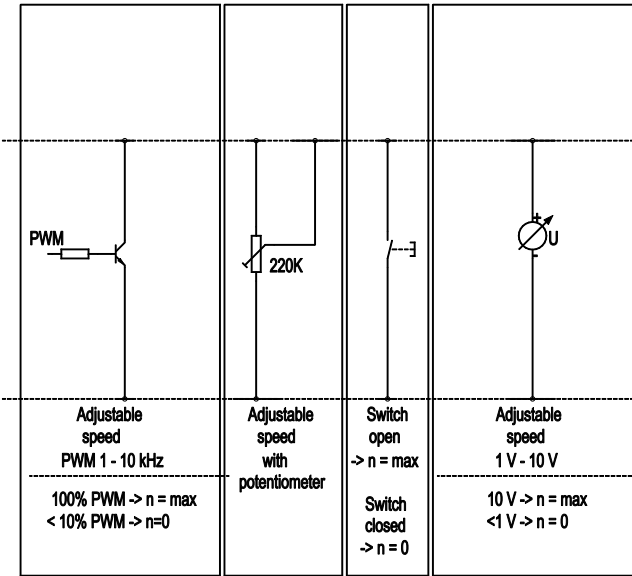 PWM
220K
+
U
-
Adjustable
speed
PWM 1 - 10 kHz
100% PWM -> n = max
< 10% PWM -> n=0
Adjustable
speed
with
potentiometer
Switch
open
-> n = max
Switch
closed
-> n = 0
Adjustable
speed
1 V - 10 V
10 V -> n = max
<1 V -> n = 0